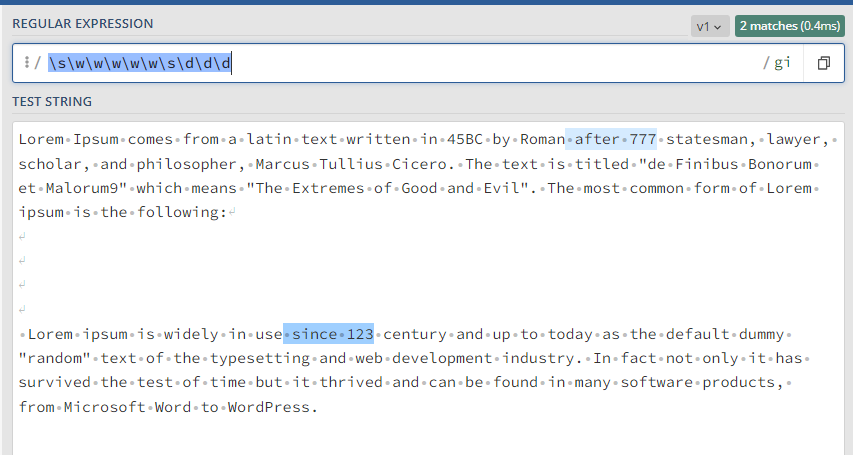 REGULAR EXPRESSION
v1
2 matches (0.4ms)
/ \s\w\w\w\w\w\s\d\d\d
/ gi
TEST STRING
Lorem Ipsum comes from a latin text written in 45BC by Roman after 777 statesman, lawyer,
scholar, and philosopher, Marcus Tullius Cicero. The text is titled "de Finibus Bonorum
et Malorum9" which means "The Extremes of Good and Evil". The most common form of Lorem
ipsum is the following:
Lorem ipsum is widely in use since 123 century and up to today as the default dummy
"random" text of the typesetting and web development industry. In fact not only it has
survived the test of time but it thrived and can be found in many software products,
from Microsoft Word to WordPress.